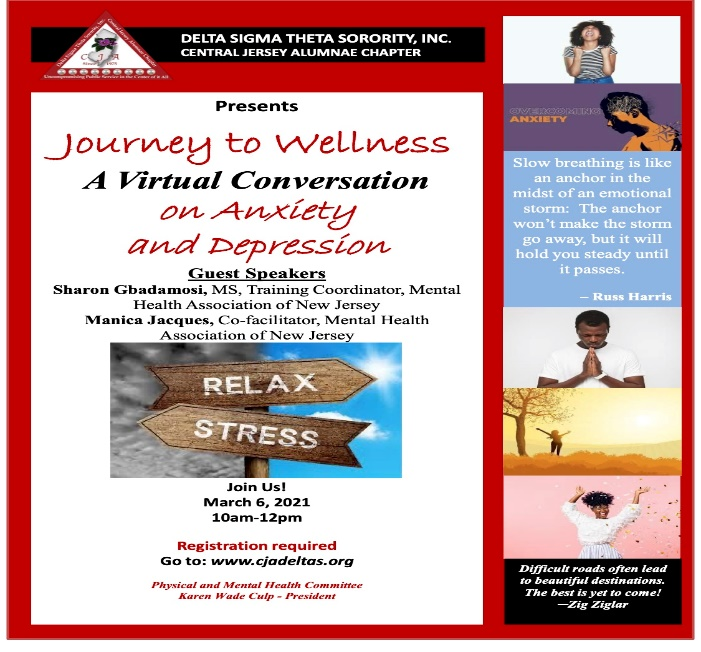 DELTA SIGMA THETA SORORITY, INC.
CENTRAL JERSEY ALUMNAE CHAPTER
Presents
Journey to Wellness
A Virtual Conversation
on Anxiety
and Depression
Guest Speakers
Sharon Gbadamosi, MS, Training Coordinator, Mental
Health Association of New Jersey
Manica Jacques, Co-facilitator, Mental Health
Association of New Jersey
RELAX
STRESS
Join Us!
March 6, 2021
10am-12pm
Registration required
Go to: www.cjadeltas.org
Physical and Mental Health Committee
Karen Wade Culp - President
OVERCOMING
ANXIETY
Slow breathing is like
an anchor in the
midst of an emotional
storm: The anchor
won't make the storm
go away, but it will
hold you steady until
it passes.
– Russ Harris
Difficult roads often lead
to beautiful destinations.
The best is yet to come!
—Zig Ziglar